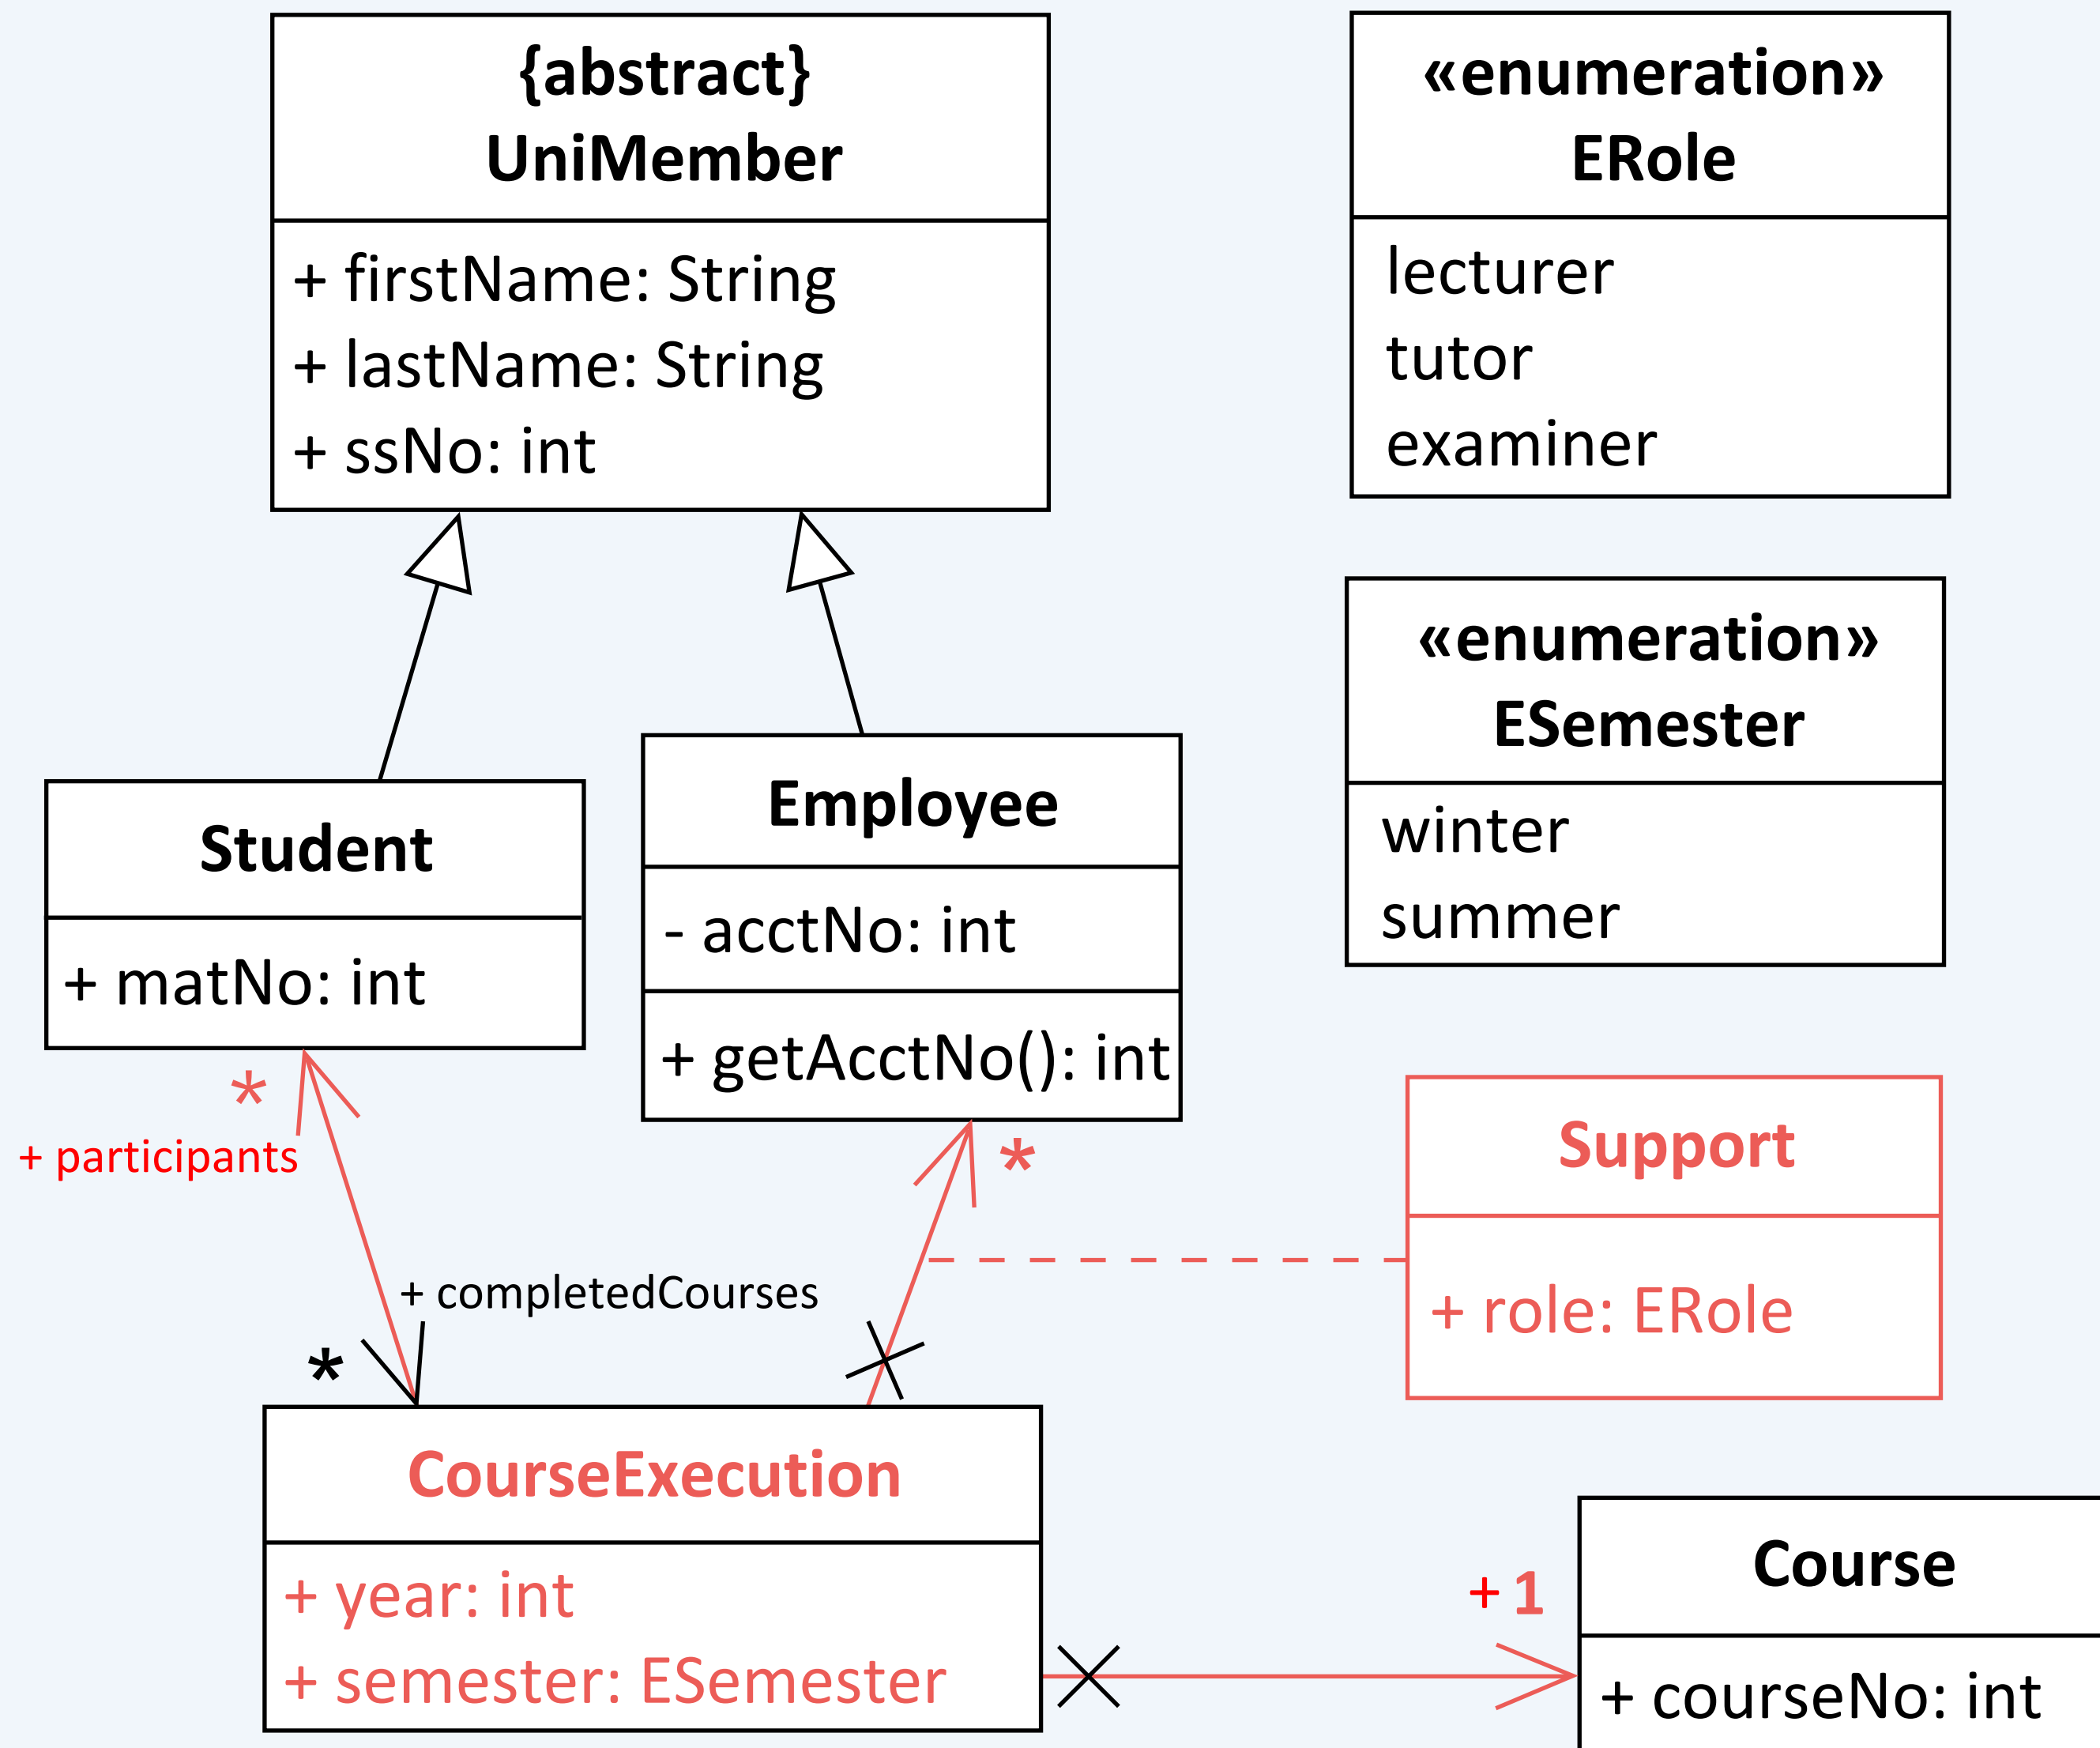 {abstract}
UniMember
+ firstName: String
+ lastName: String
+ ssNo: int
«enumeration»
ERole
lecturer
tutor
examiner
«enumeration»
ESemester
winter
summer
Student
+ matNo: int
Employee
- acctNo: int
+ getAcctNo(): int
*
+ participants
*
Support
+ role: ERole
+ completedCourses
*
CourseExecution
+ year: int
+ semester: ESemester
+ 1
Course
+ courseNo: int